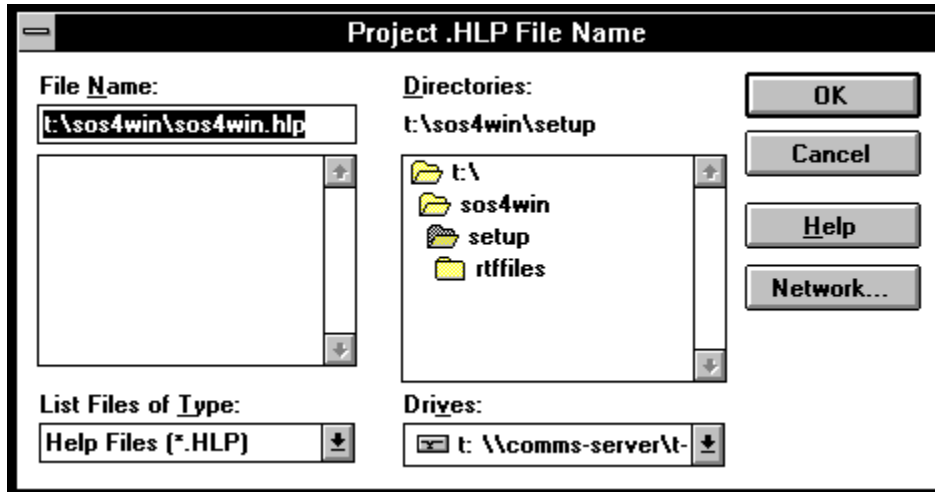 Project .HLP File Name
File Name:
t:\sos4win\sos4win.hlp
Directories:
t:\sos4win\setup
t:\
sos4win
setup
rtffiles
OK
Cancel
Help
Network...
List Files of Type:
Help Files (*.HLP)
Drives:
t: \\comms-server\t-